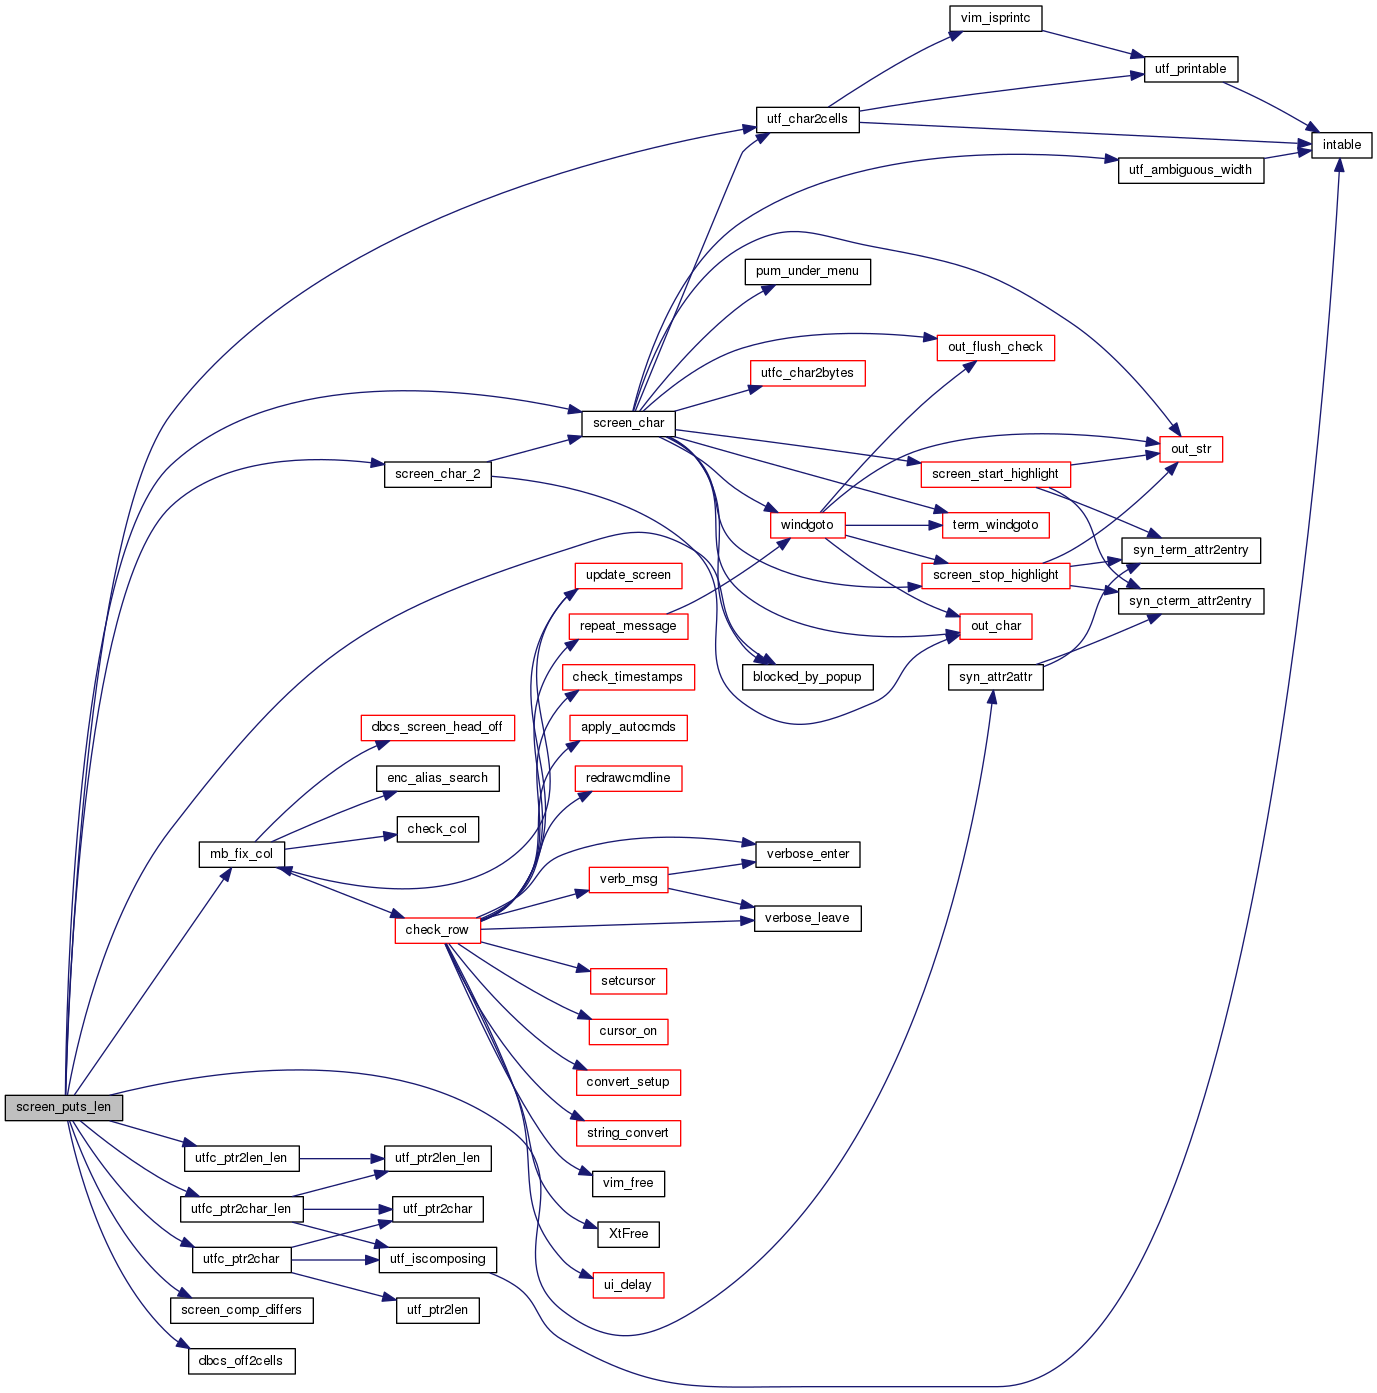 vim_isprintc
utf_printable
utf_char2cells
intable
utf_ambiguous_width
pum_under_menu
out_flush_check
utfc_char2bytes
screen_char
out_str
screen_char_2
screen_start_highlight
windgoto
term_windgoto
syn_term_attr2entry
update_screen
screen_stop_highlight
syn_cterm_attr2entry
repeat_message
out_char
check_timestamps
blocked_by_popup
syn_attr2attr
dbcs_screen_head_off
apply_autocmds
enc_alias_search
redrawcmdline
check_col
mb_fix_col
verbose_enter
verb_msg
verbose_leave
check_row
setcursor
cursor_on
convert_setup
screen_puts_len
string_convert
utfc_ptr2len_len
utf_ptr2len_len
vim_free
utfc_ptr2char_len
utf_ptr2char
XtFree
utfc_ptr2char
utf_iscomposing
ui_delay
screen_comp_differs
utf_ptr2len
dbcs_off2cells